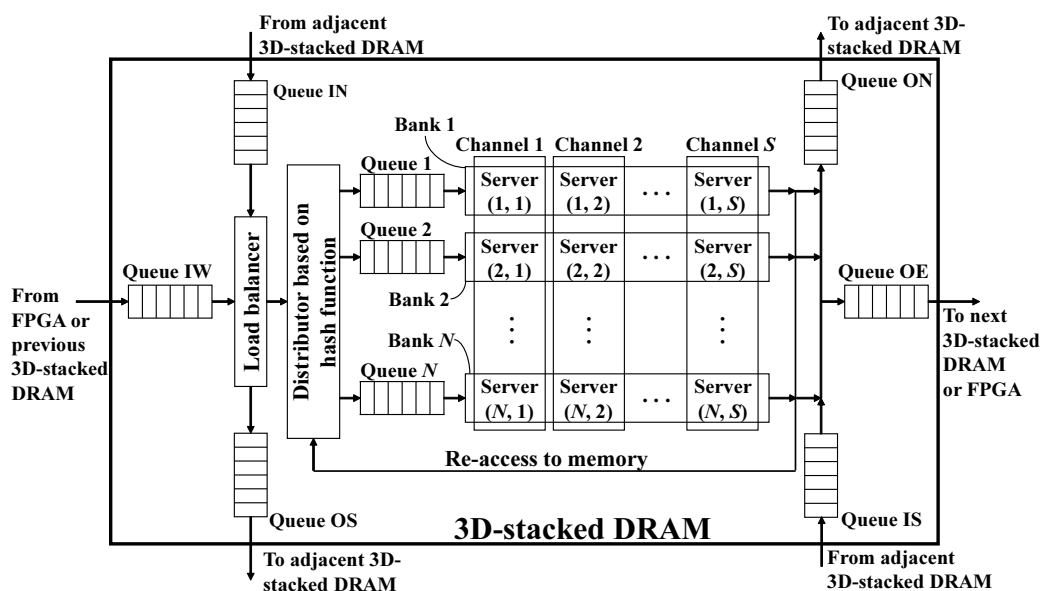 From adjacent
3D-stacked DRAM
To adjacent 3D-
stacked DRAM
Queue IN
Queue ON
Bank 1
Channel 1
Channel 2
Channel S
Queue 1
Server
(1, 1)
Server
(1, 2)
· · ·
Server
(1, S)
Queue 2
Server
(2, 1)
Server
(2, 2)
· · ·
Server
(2, S)
Bank 2
Load balancer
Distributor based on
hash function
Queue IW
Queue OE
From
FPGA or
previous
3D-stacked
DRAM
To next
3D-stacked
DRAM
or FPGA
Bank N
Queue N
Server
(N, 1)
Server
(N, 2)
· · ·
Server
(N, S)
Re-access to memory
Queue OS
3D-stacked DRAM
Queue IS
To adjacent 3D-
stacked DRAM
From adjacent
3D-stacked DRAM